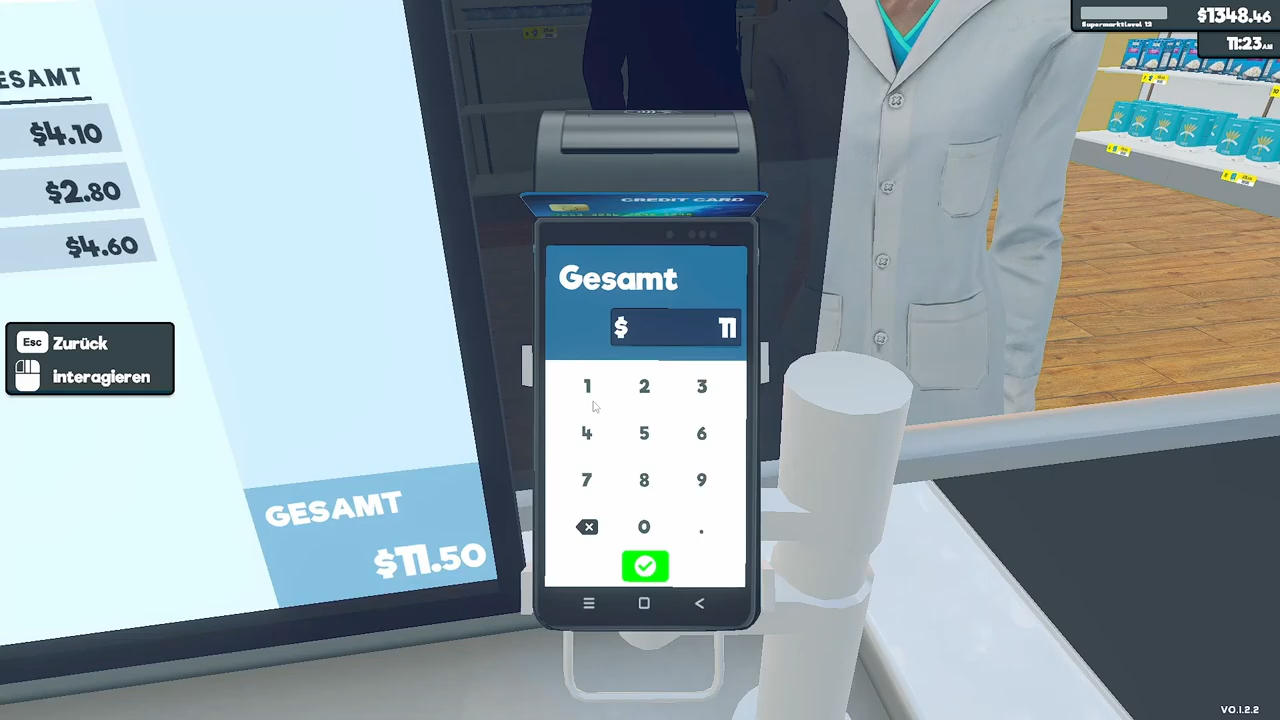 $1348.46
Supermarktlevel 12
11:23AM
GESAMT
$4.10
$2.80
$4.60
CREDIT CARD
Gesamt
$ 11
Esc Zurück
interagieren
1 2 3
4 5 6
7 8 9
0 .
GESAMT
$11.50
V0.1.2.2